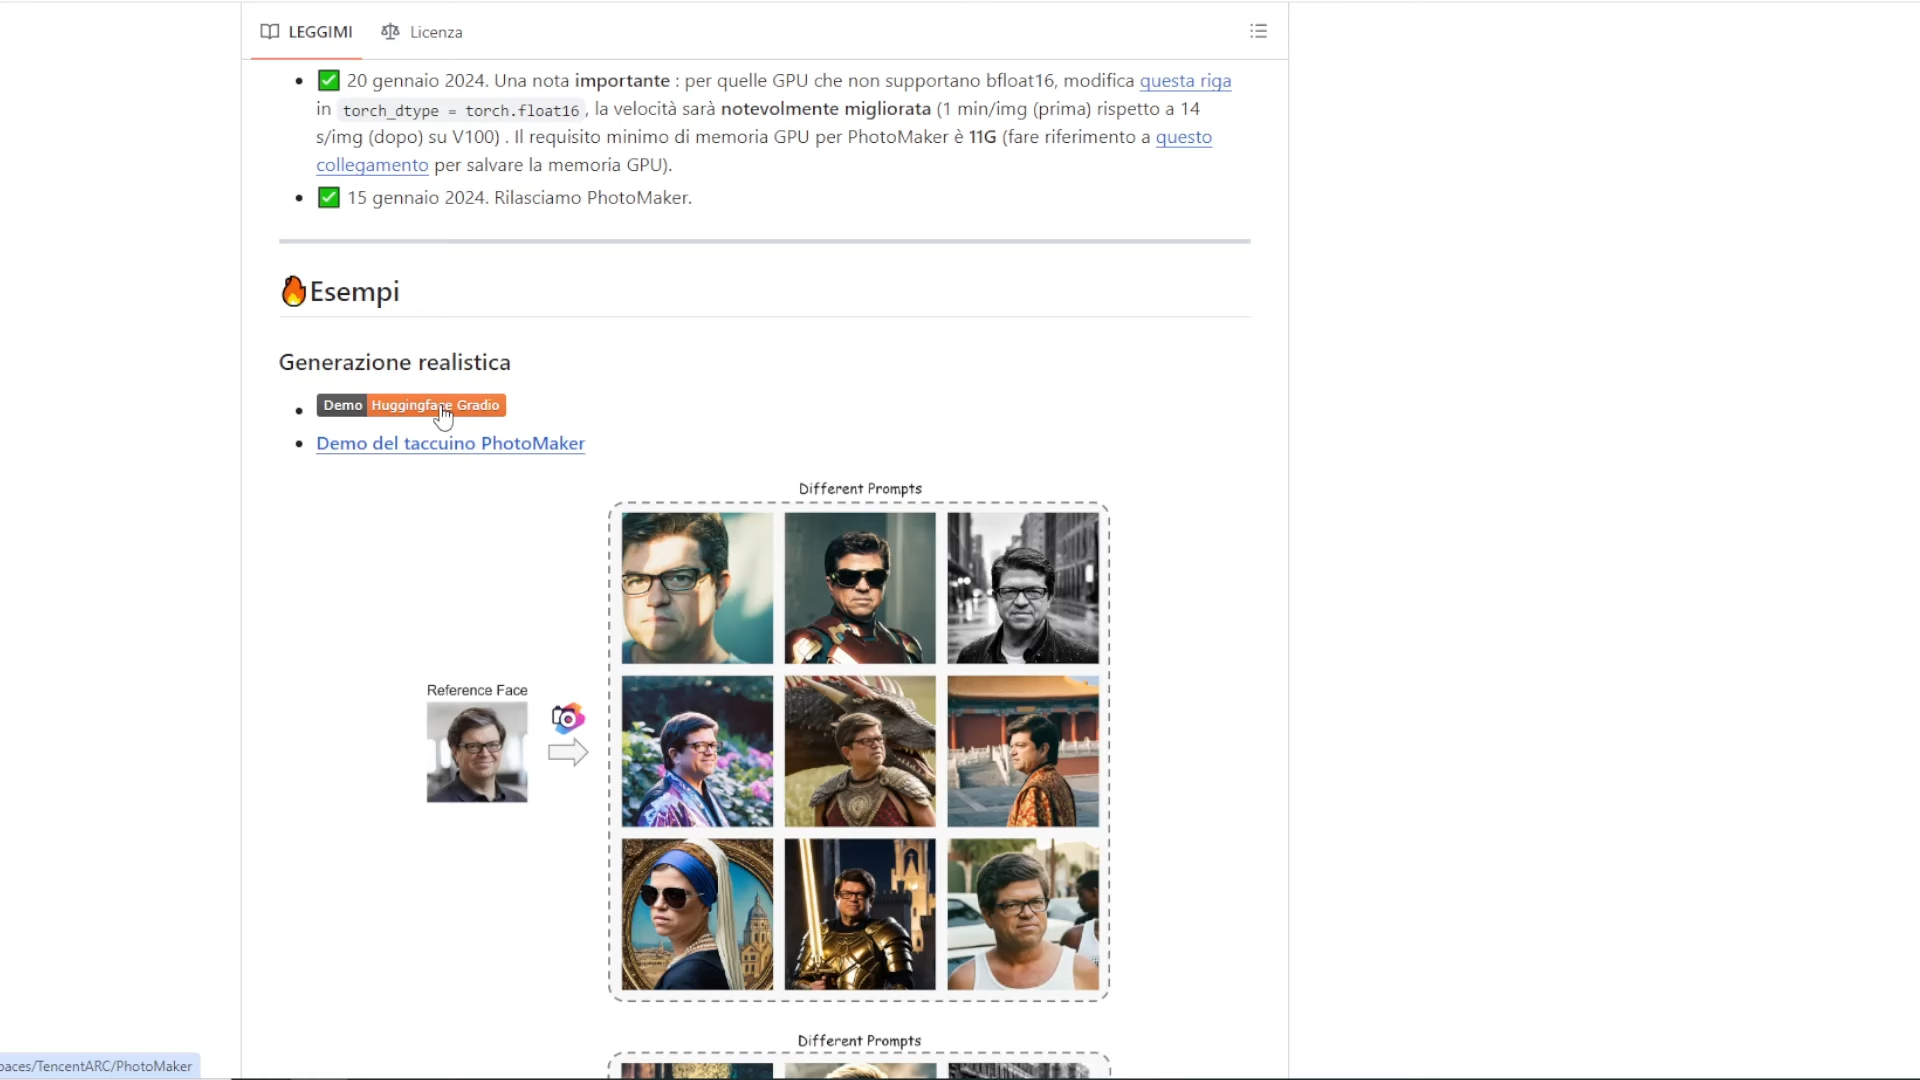 LEGGIMI Licenza
20 gennaio 2024. Una nota importante : per quelle GPU che non supportano bfloat16, modifica questa riga
in torch_dtype = torch.float16 , la velocità sarà notevolmente migliorata (1 min/img (prima) rispetto a 14
s/img (dopo) su V100) . Il requisito minimo di memoria GPU per PhotoMaker è 11G (fare riferimento a questo
collegamento per salvare la memoria GPU).
15 gennaio 2024. Rilasciamo PhotoMaker.
Esempi
Generazione realistica
Demo Huggingface Gradio
Demo del taccuino PhotoMaker
Different Prompts
Reference Face
Different Prompts
paces/TencentARC/PhotoMaker